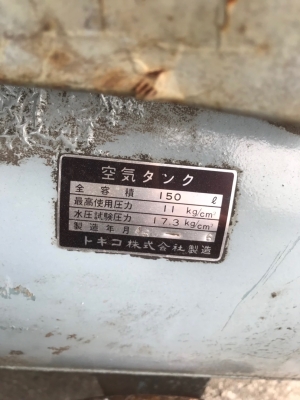 空気タンク
全容積 150 ℓ
最高使用圧力 11 kg/cm²
水圧試験圧力 17.3 kg/cm²
製造年月
トキコ株式会社製造